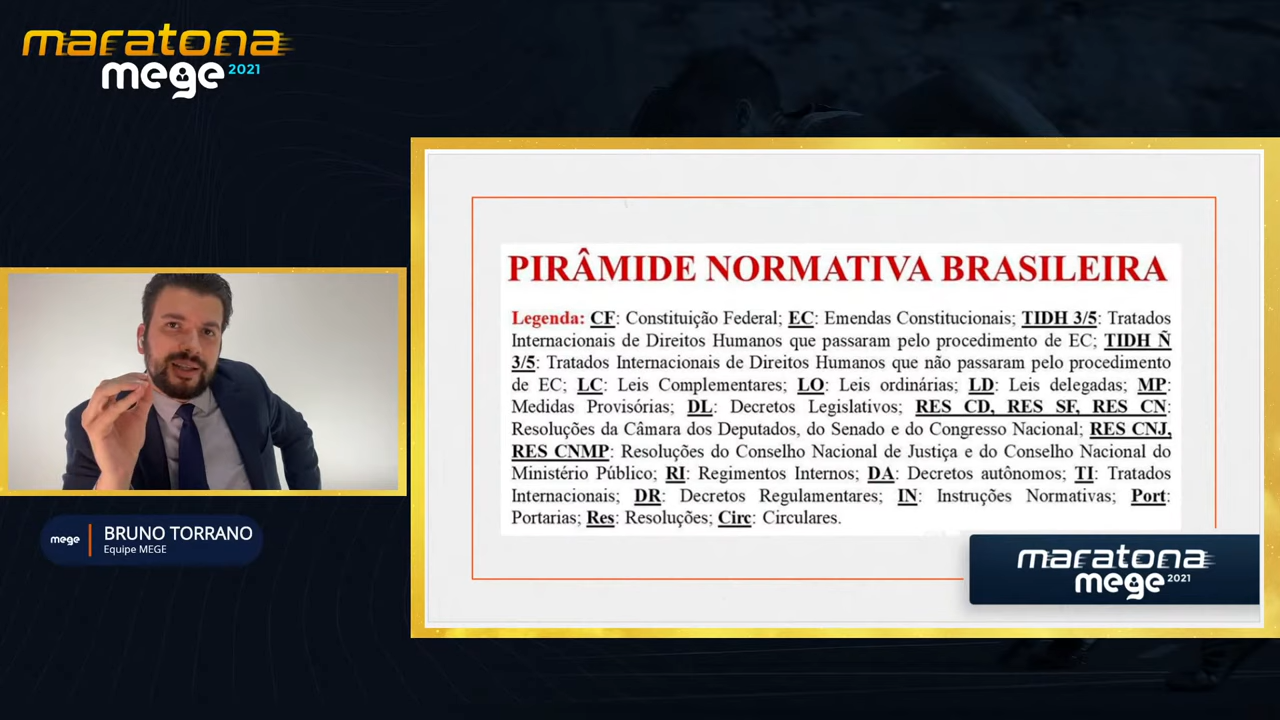 maratona
mege 2021
PIRÂMIDE NORMATIVA BRASILEIRA
Legenda: CF: Constituição Federal; EC: Emendas Constitucionais; TIDH 3/5: Tratados
Internacionais de Direitos Humanos que passaram pelo procedimento de EC; TIDH Ñ
3/5: Tratados Internacionais de Direitos Humanos que não passaram pelo procedimento
de EC; LC: Leis Complementares; LO: Leis ordinárias; LD: Leis delegadas; MP:
Medidas Provisórias; DL: Decretos Legislativos; RES CD, RES SF, RES CN:
Resoluções da Câmara dos Deputados, do Senado e do Congresso Nacional; RES CNJ,
RES CNMP: Resoluções do Conselho Nacional de Justiça e do Conselho Nacional do
Ministério Público; RI: Regimentos Internos; DA: Decretos autônomos; TI: Tratados
Internacionais; DR: Decretos Regulamentares; IN: Instruções Normativas; Port:
Portarias; Res: Resoluções; Circ: Circulares.
mege
BRUNO TORRANO
Equipe MEGE
maratona
mege 2021